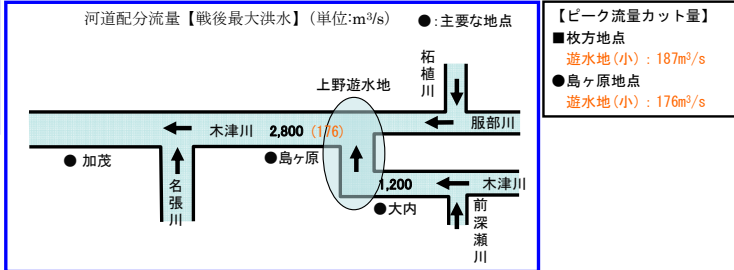 河道配分流量【戦後最大洪水】(単位:m³/s)
●:主要な地点
上野遊水地
柘植川
服部川
木津川
2,800 (176)
●加茂
●島ヶ原
名張川
1,200
木津川
●大内
前深瀬川
【ピーク流量カット量】
■枚方地点
遊水地(小):187m³/s
●島ヶ原地点
遊水地(小):176m³/s